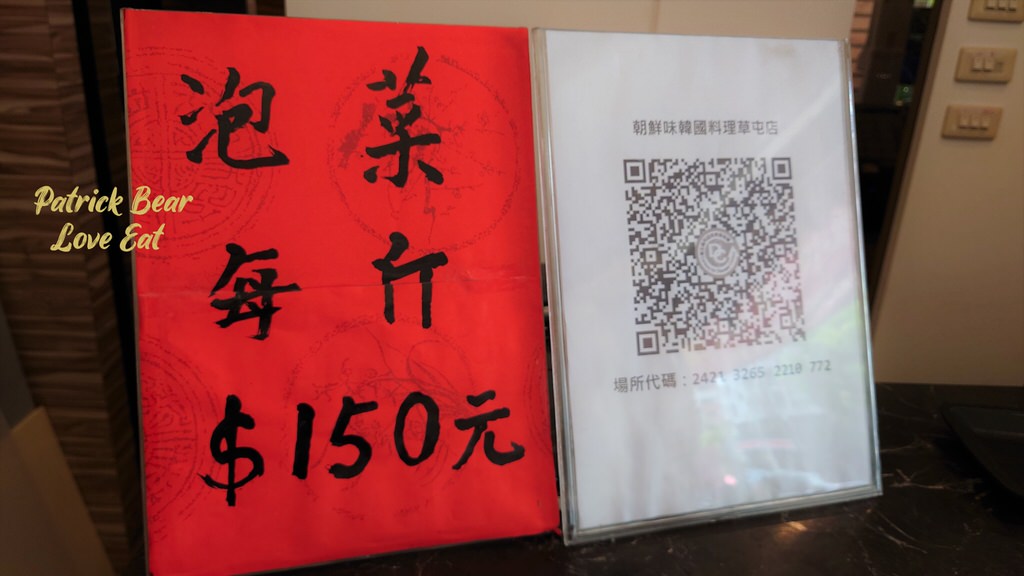 泡菜
每斤
$150元
朝鮮味韓國料理草屯店
場所代碼：2421 3265 2210 772
Patrick Bear
Love Eat